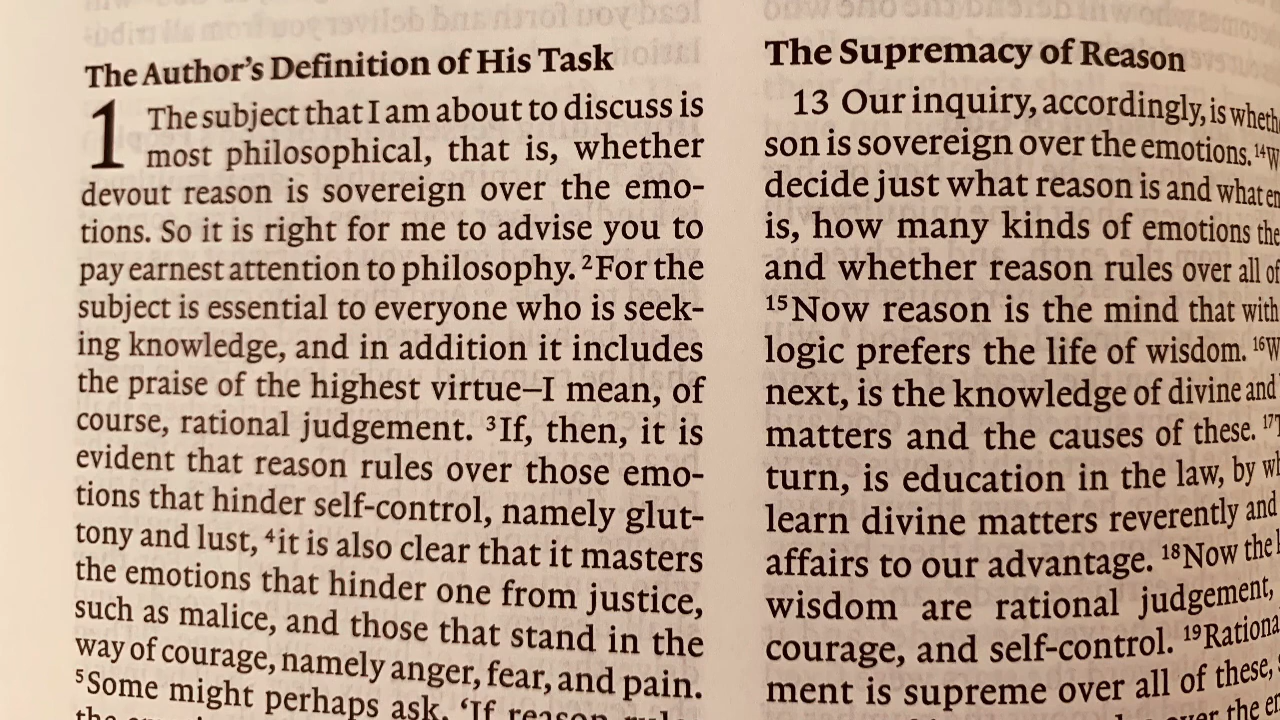 The Author's Definition of His Task
1 The subject that I am about to discuss is
most philosophical, that is, whether
devout reason is sovereign over the emo-
tions. So it is right for me to advise you to
pay earnest attention to philosophy. ²For the
subject is essential to everyone who is seek-
ing knowledge, and in addition it includes
the praise of the highest virtue–I mean, of
course, rational judgement. ³If, then, it is
evident that reason rules over those emo-
tions that hinder self-control, namely glut-
tony and lust, ⁴it is also clear that it masters
the emotions that hinder one from justice,
such as malice, and those that stand in the
way of courage, namely anger, fear, and pain.
⁵Some might perhaps ask, ‘If reason
the
The Supremacy of Reason
13 Our inquiry, accordingly, is wheth
son is sovereign over the emotions. ¹⁴W
decide just what reason is and what em
is, how many kinds of emotions the
and whether reason rules over all of
¹⁵Now reason is the mind that with
logic prefers the life of wisdom. ¹⁶W
next, is the knowledge of divine and
matters and the causes of these. ¹⁷T
turn, is education in the law, by wh
learn divine matters reverently and
affairs to our advantage. ¹⁸Now the k
wisdom are rational judgement,
courage, and self-control. ¹⁹Rationa
ment is supreme over all of these,
over the